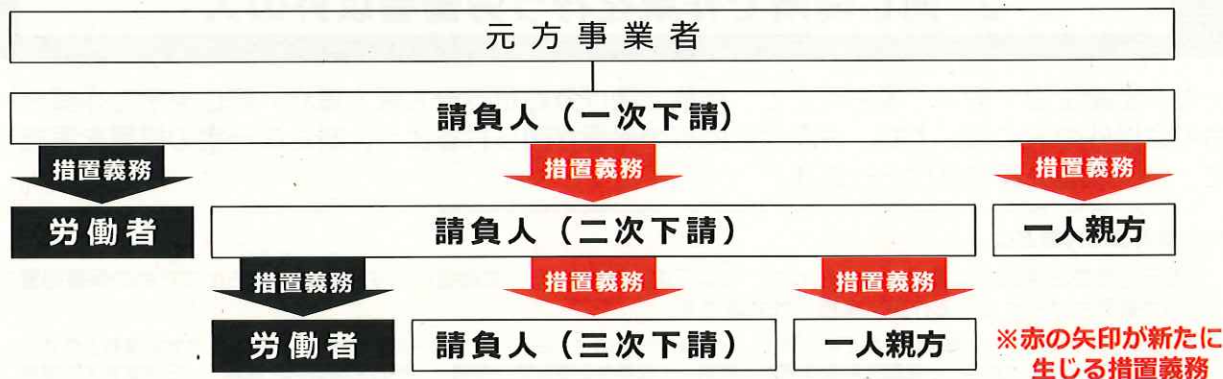 元方事業者
請負人（一次下請）
措置義務 措置義務 措置義務
労働者 請負人（二次下請） 一人親方
措置義務 措置義務 措置義務
労働者 請負人（三次下請） 一人親方
※赤の矢印が新たに
生じる措置義務